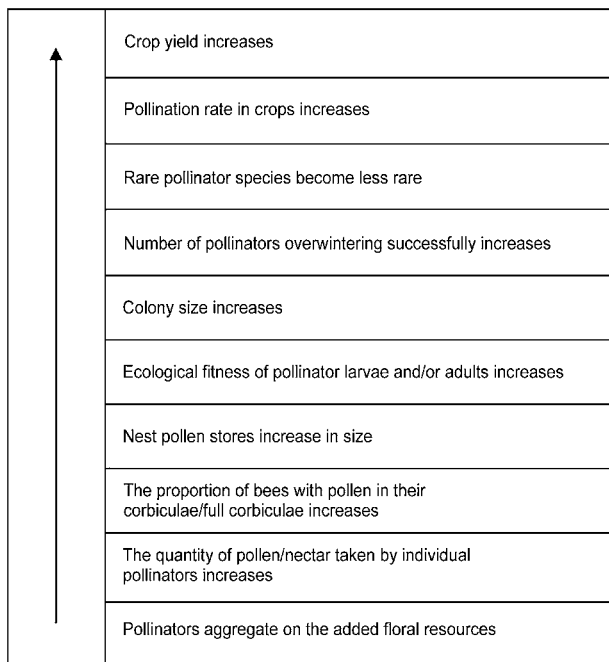 Crop yield increases
Pollination rate in crops increases
Rare pollinator species become less rare
Number of pollinators overwintering successfully increases
Colony size increases
Ecological fitness of pollinator larvae and/or adults increases
Nest pollen stores increase in size
The proportion of bees with pollen in their
corbiculae/full corbiculae increases
The quantity of pollen/nectar taken by individual
pollinators increases
Pollinators aggregate on the added floral resources